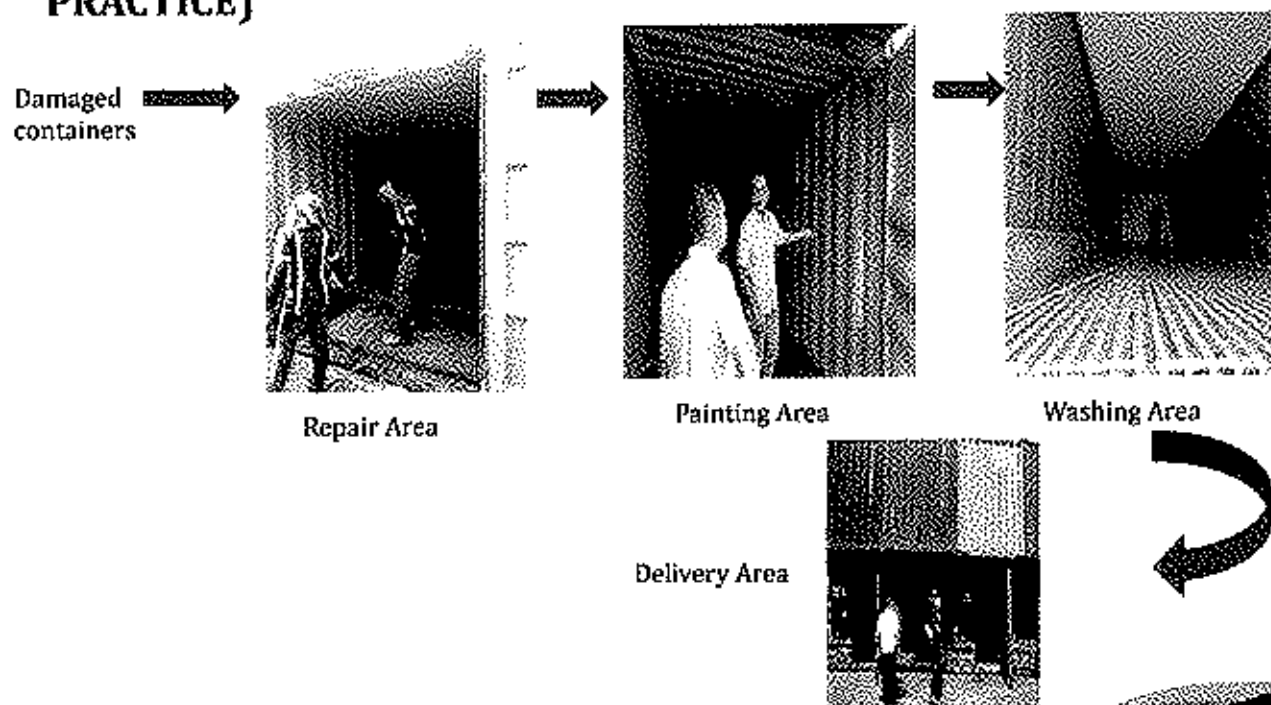 PRACTICE)
Damaged
containers
Repair Area
Painting Area
Washing Area
Delivery Area